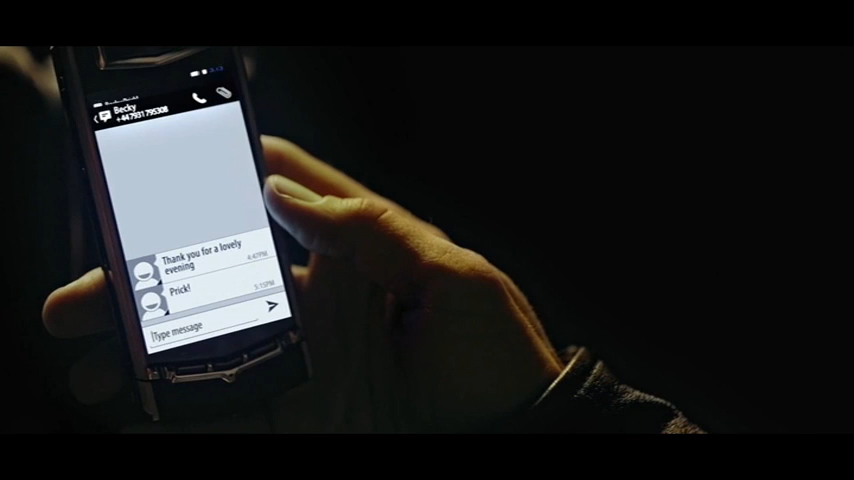 Becky
+447931795308
Thank you for a lovely
evening
4:47PM
Prick!
5:15PM
Type message